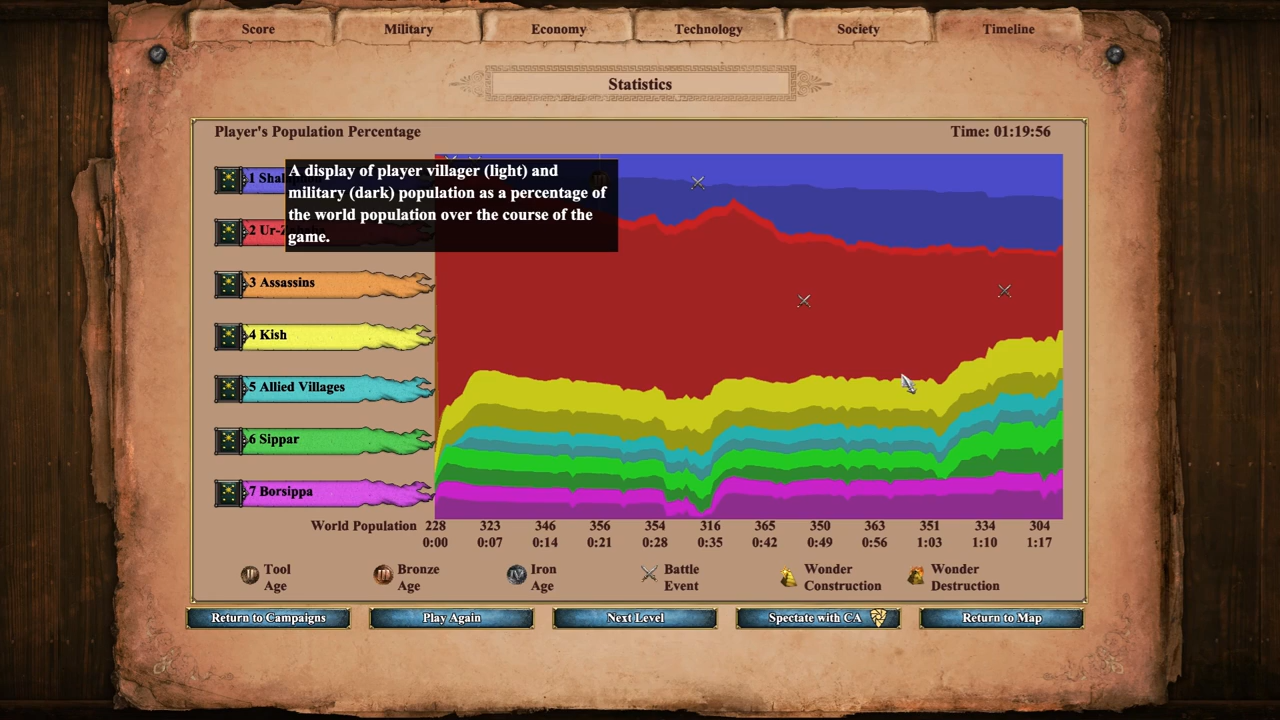 Score Military Economy Technology Society Timeline
Statistics
Player's Population Percentage Time: 01:19:56
1
A display of player villager (light) and
military (dark) population as a percentage of
the world population over the course of the
game.
2
3 Assassins
4 Kish
5 Allied Villages
6 Sippar
7 Borsippa
World Population 228 323 346 356 354 316 365 350 363 351 334 304
0:00 0:07 0:14 0:21 0:28 0:35 0:42 0:49 0:56 1:03 1:10 1:17
Tool Age
Bronze Age
Iron Age
Battle Event
Wonder Construction
Wonder Destruction
Return to Campaigns Play Again Next Level Spectate with CA Return to Map